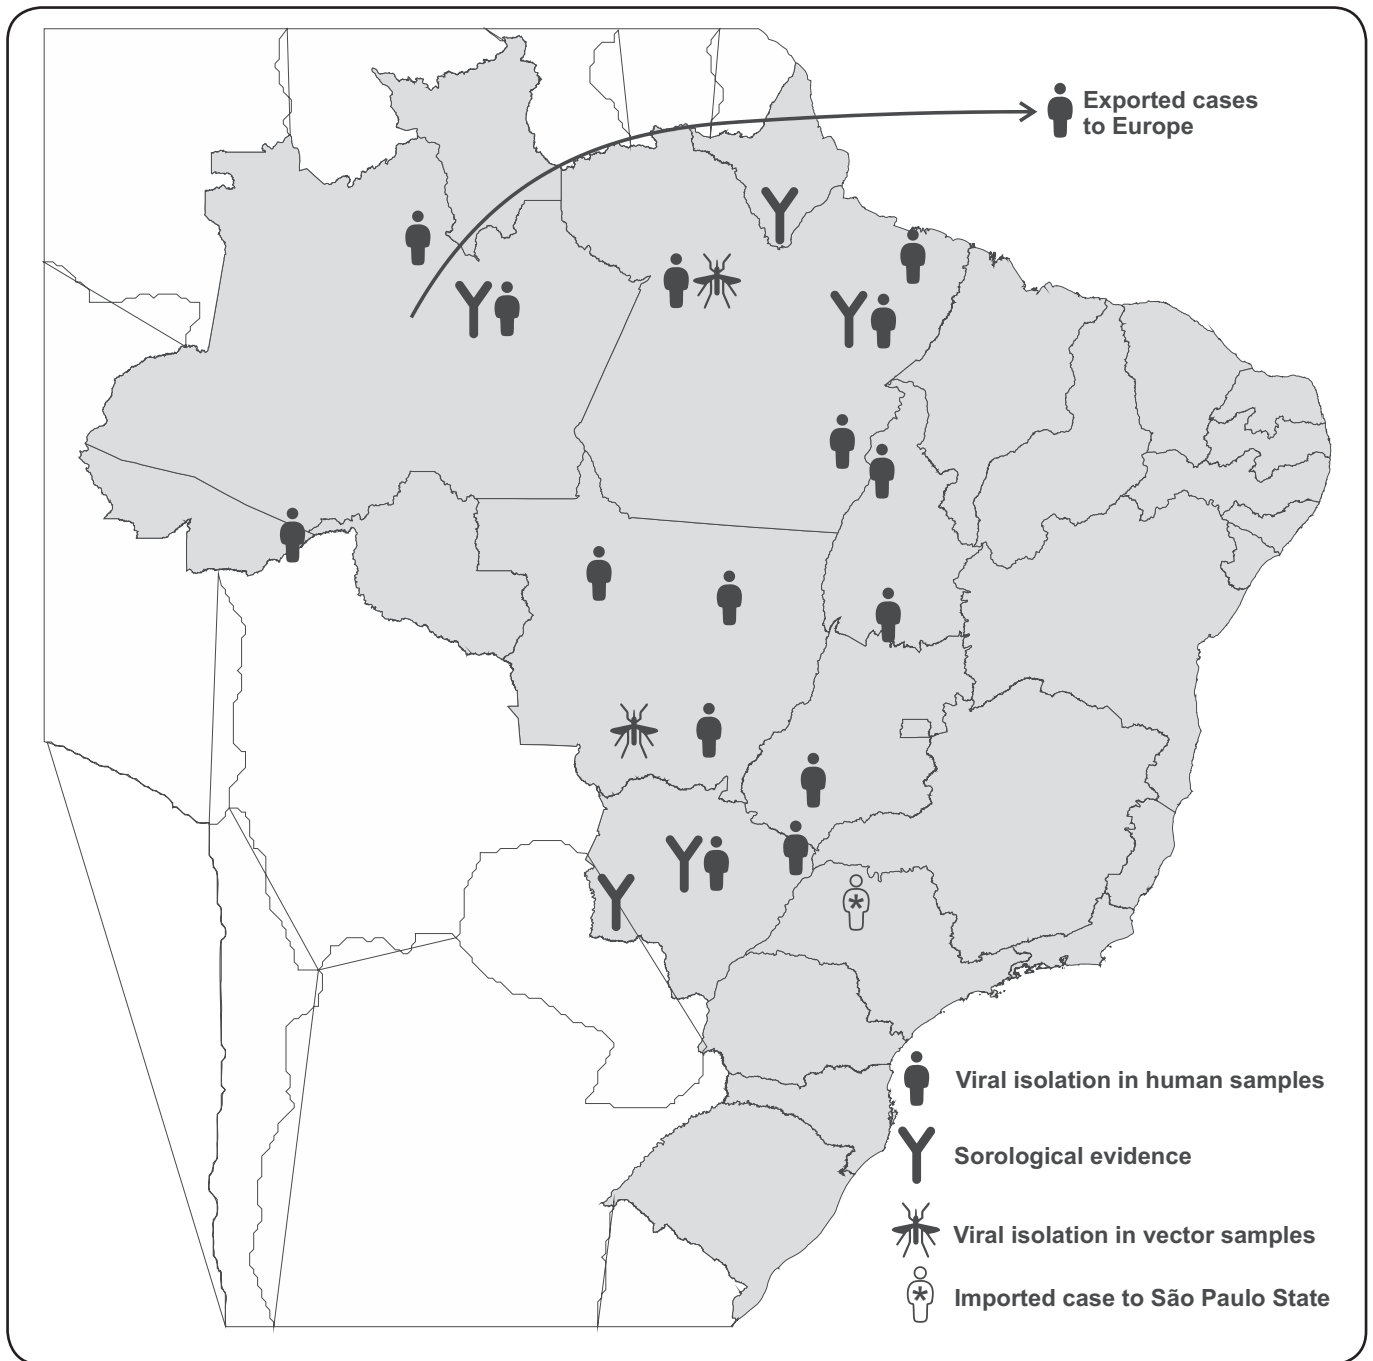 Exported cases
to Europe
Viral isolation in human samples
Sorological evidence
Viral isolation in vector samples
Imported case to São Paulo State